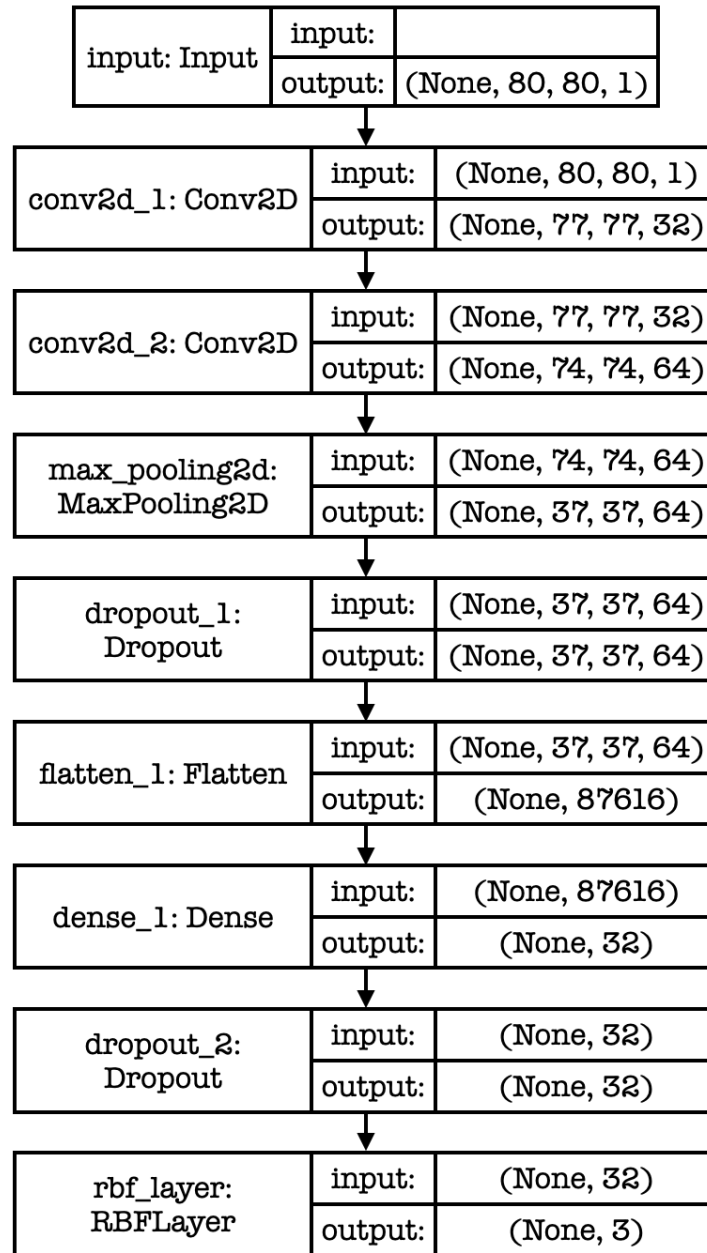 input: Input
input:
output:
(None, 80, 80, 1)
conv2d_1: Conv2D
input:
(None, 80, 80, 1)
output:
(None, 77, 77, 32)
conv2d_2: Conv2D
input:
(None, 77, 77, 32)
output:
(None, 74, 74, 64)
max_pooling2d:
MaxPooling2D
input:
(None, 74, 74, 64)
output:
(None, 37, 37, 64)
dropout_1:
Dropout
input:
(None, 37, 37, 64)
output:
(None, 37, 37, 64)
flatten_1: Flatten
input:
(None, 37, 37, 64)
output:
(None, 87616)
dense_1: Dense
input:
(None, 87616)
output:
(None, 32)
dropout_2:
Dropout
input:
(None, 32)
output:
(None, 32)
rbf_layer:
RBFLayer
input:
(None, 32)
output:
(None, 3)